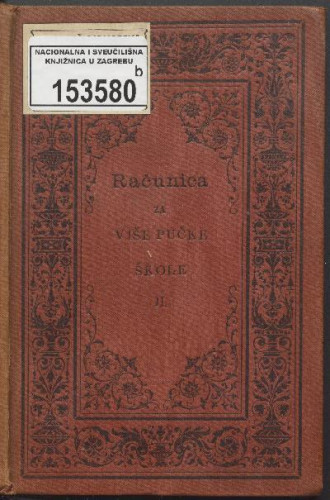 NACIONALNA I SVEUČILIŠNA
KNJIŽNICA U ZAGREBU
b
153580
Računica
ZA
VIŠE PUČKE
ŠKOLE
II.